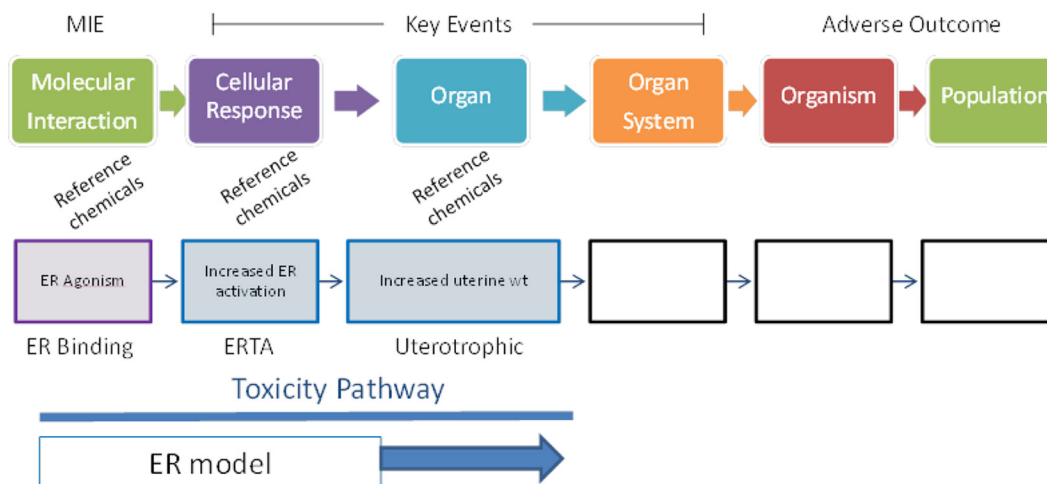 MIE
Key Events
Adverse Outcome
Molecular
Interaction
Cellular
Response
Organ
Organ
System
Organism
Population
Reference
chemicals
Reference
chemicals
Reference
chemicals
ER Agonism
Increased ER
activation
Increased uterine wt
ER Binding
ERTA
Uterotrophic
Toxicity Pathway
ER model